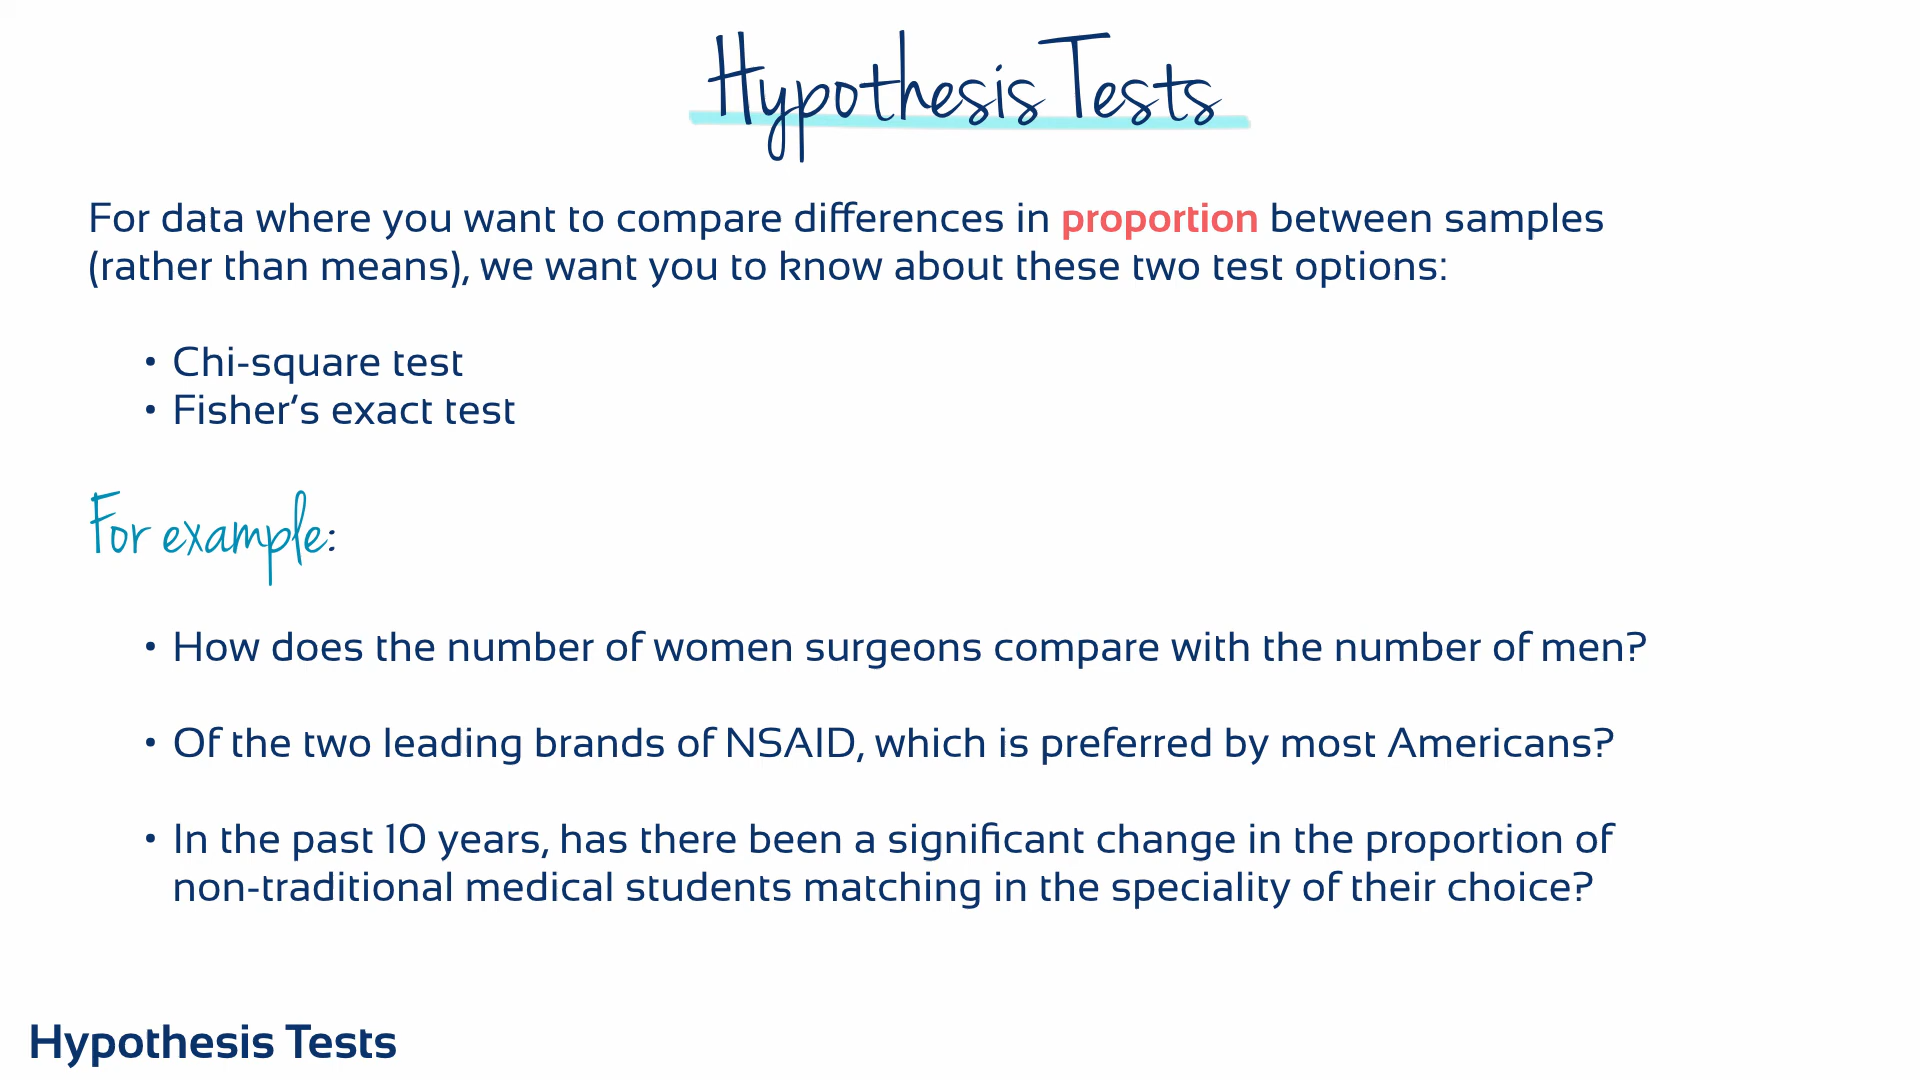 Hypothesis Tests
For data where you want to compare differences in proportion between samples
(rather than means), we want you to know about these two test options:
• Chi-square test
• Fisher’s exact test
For example:
• How does the number of women surgeons compare with the number of men?
• Of the two leading brands of NSAID, which is preferred by most Americans?
• In the past 10 years, has there been a significant change in the proportion of
non-traditional medical students matching in the speciality of their choice?
Hypothesis Tests